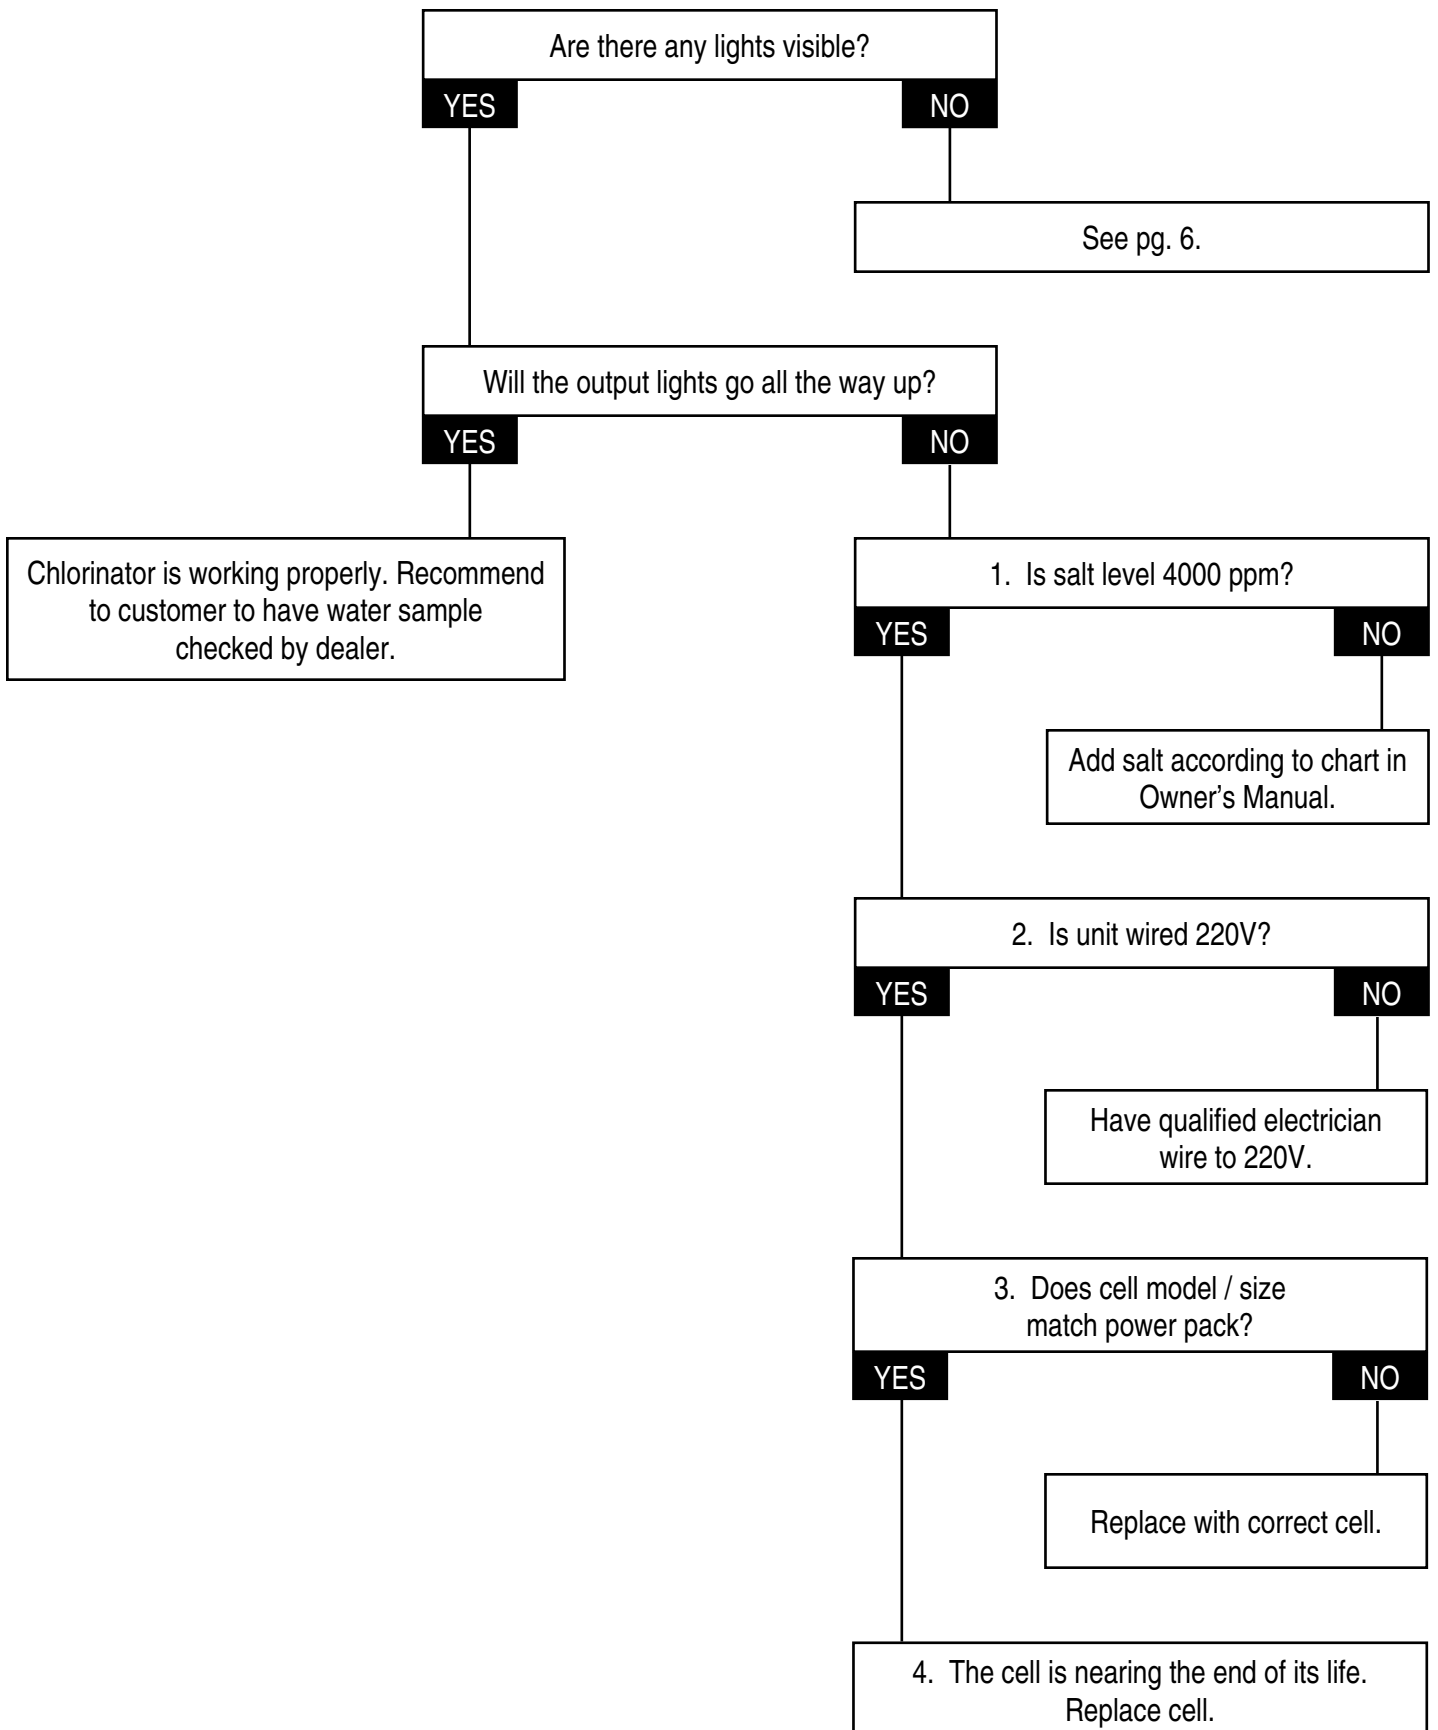 Are there any lights visible?
YES
NO
See pg. 6.
Will the output lights go all the way up?
YES
NO
Chlorinator is working properly. Recommend
to customer to have water sample
checked by dealer.
1. Is salt level 4000 ppm?
YES
NO
Add salt according to chart in
Owner’s Manual.
2. Is unit wired 220V?
YES
NO
Have qualified electrician
wire to 220V.
3. Does cell model / size
match power pack?
YES
NO
Replace with correct cell.
4. The cell is nearing the end of its life.
Replace cell.